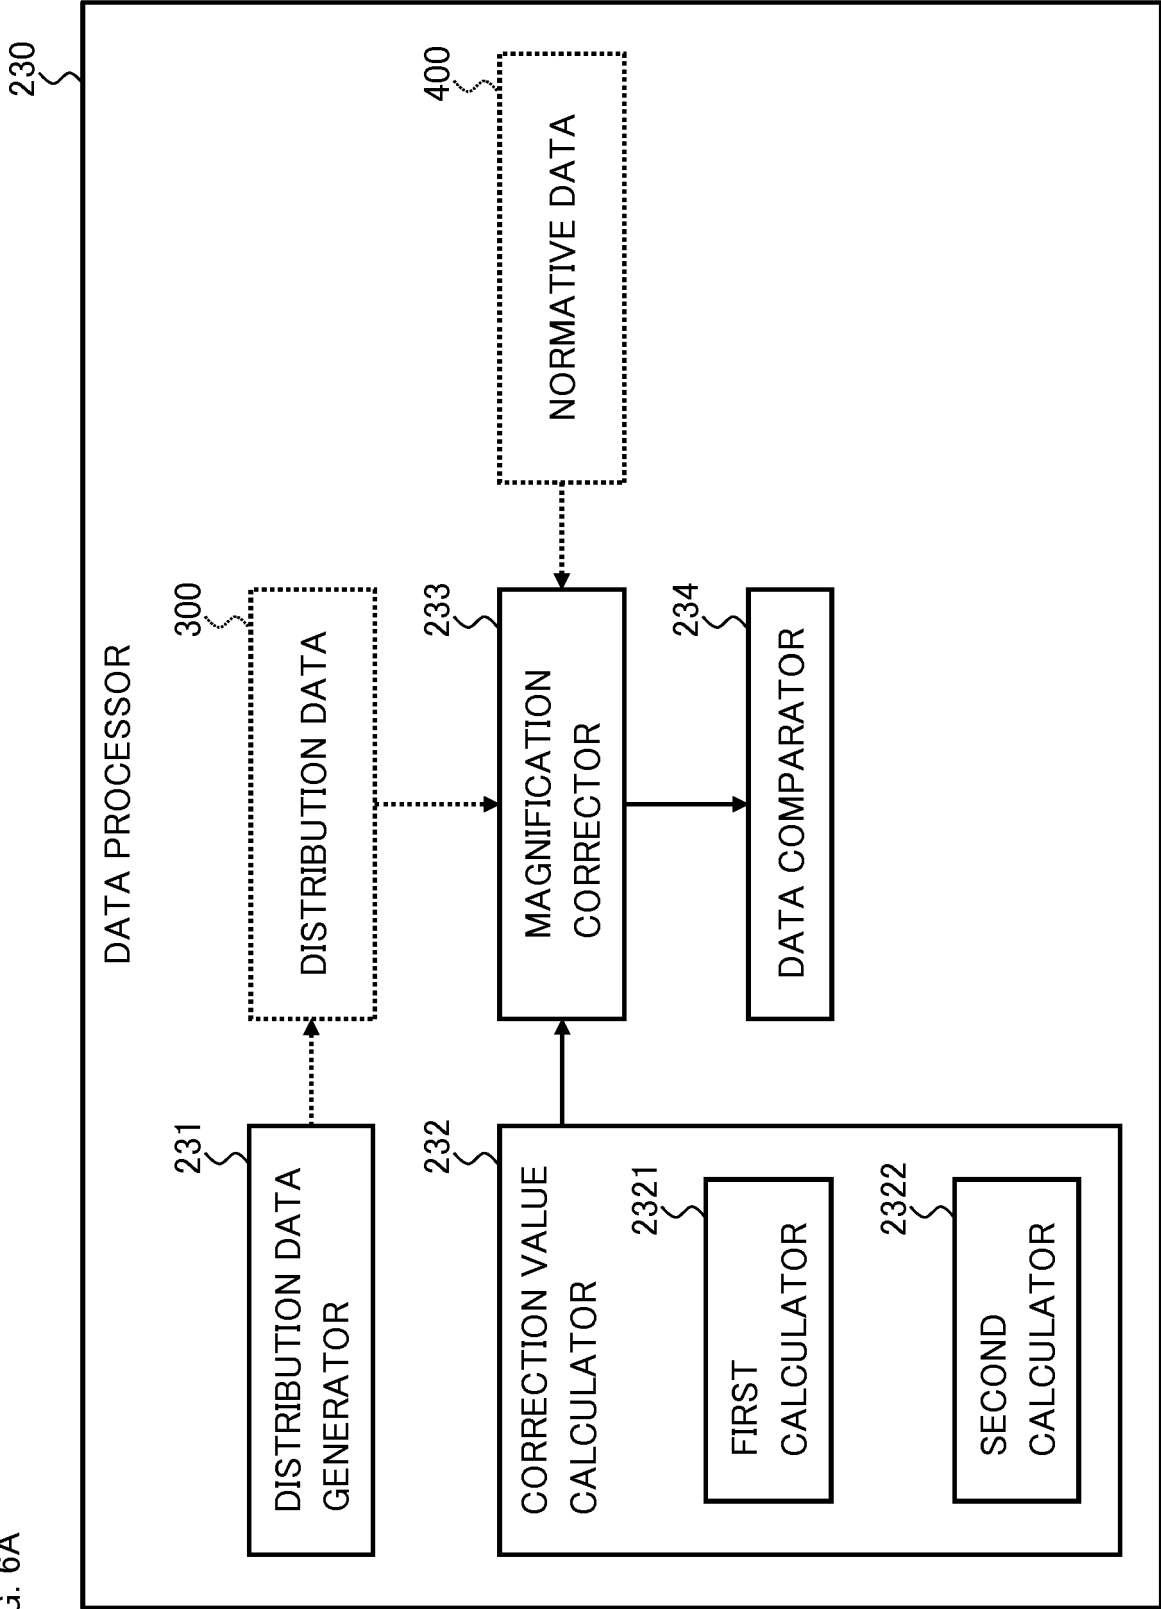 6A
230
DATA PROCESSOR
231
DISTRIBUTION DATA
GENERATOR
300
DISTRIBUTION DATA
232
CORRECTION VALUE
CALCULATOR
2321
FIRST
CALCULATOR
2322
SECOND
CALCULATOR
233
MAGNIFICATION
CORRECTOR
400
NORMATIVE DATA
234
DATA COMPARATOR